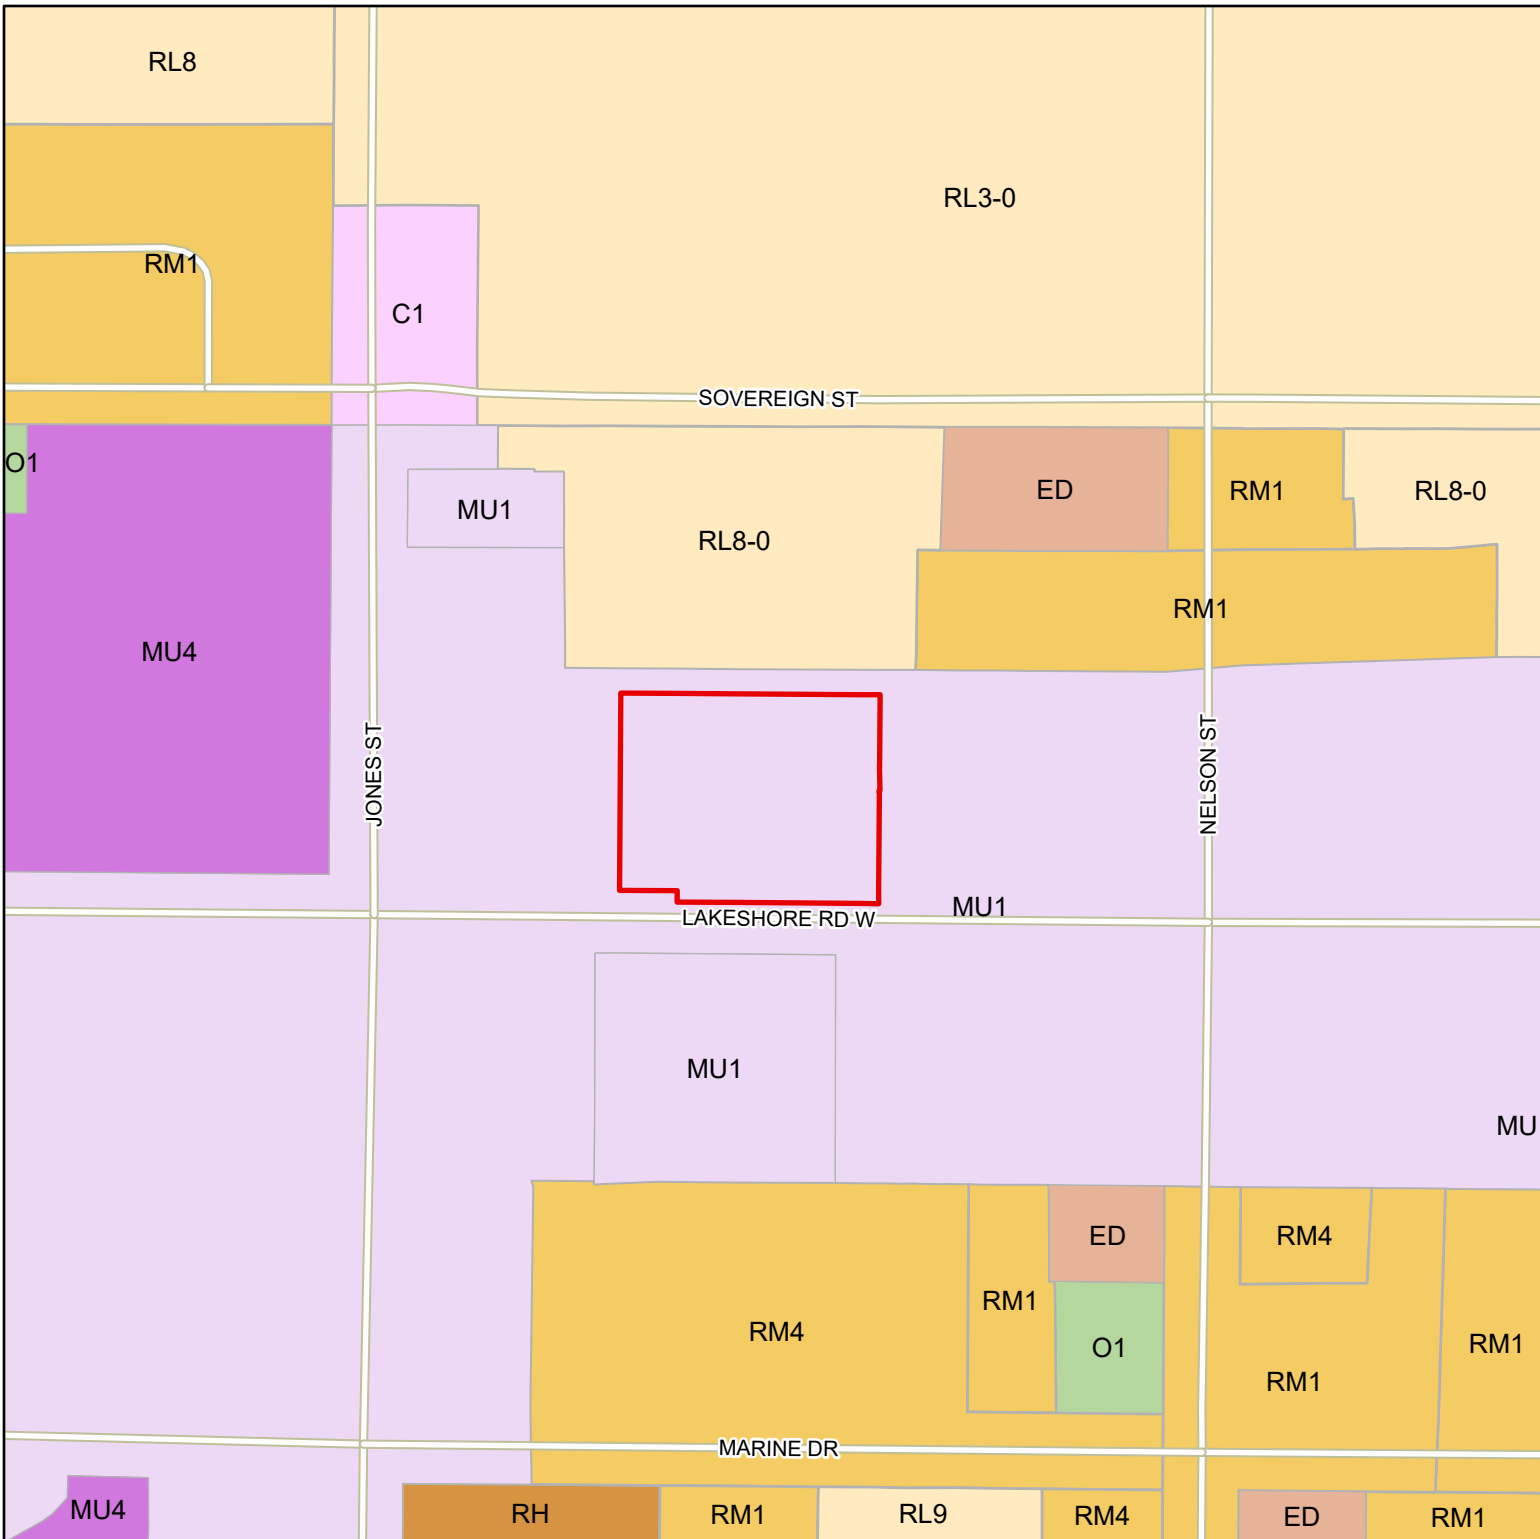 RL8
RL3-0
RM1
C1
SOVEREIGN ST
O1
MU1
RL8-0
ED
RM1
RL8-0
RM1
MU4
JONES ST
NELSON ST
MU1
LAKESHORE RD W
MU1
MU
ED
RM4
RM1
RM4
O1
RM1
RM1
MARINE DR
MU4
RH
RM1
RL9
RM4
ED
RM1